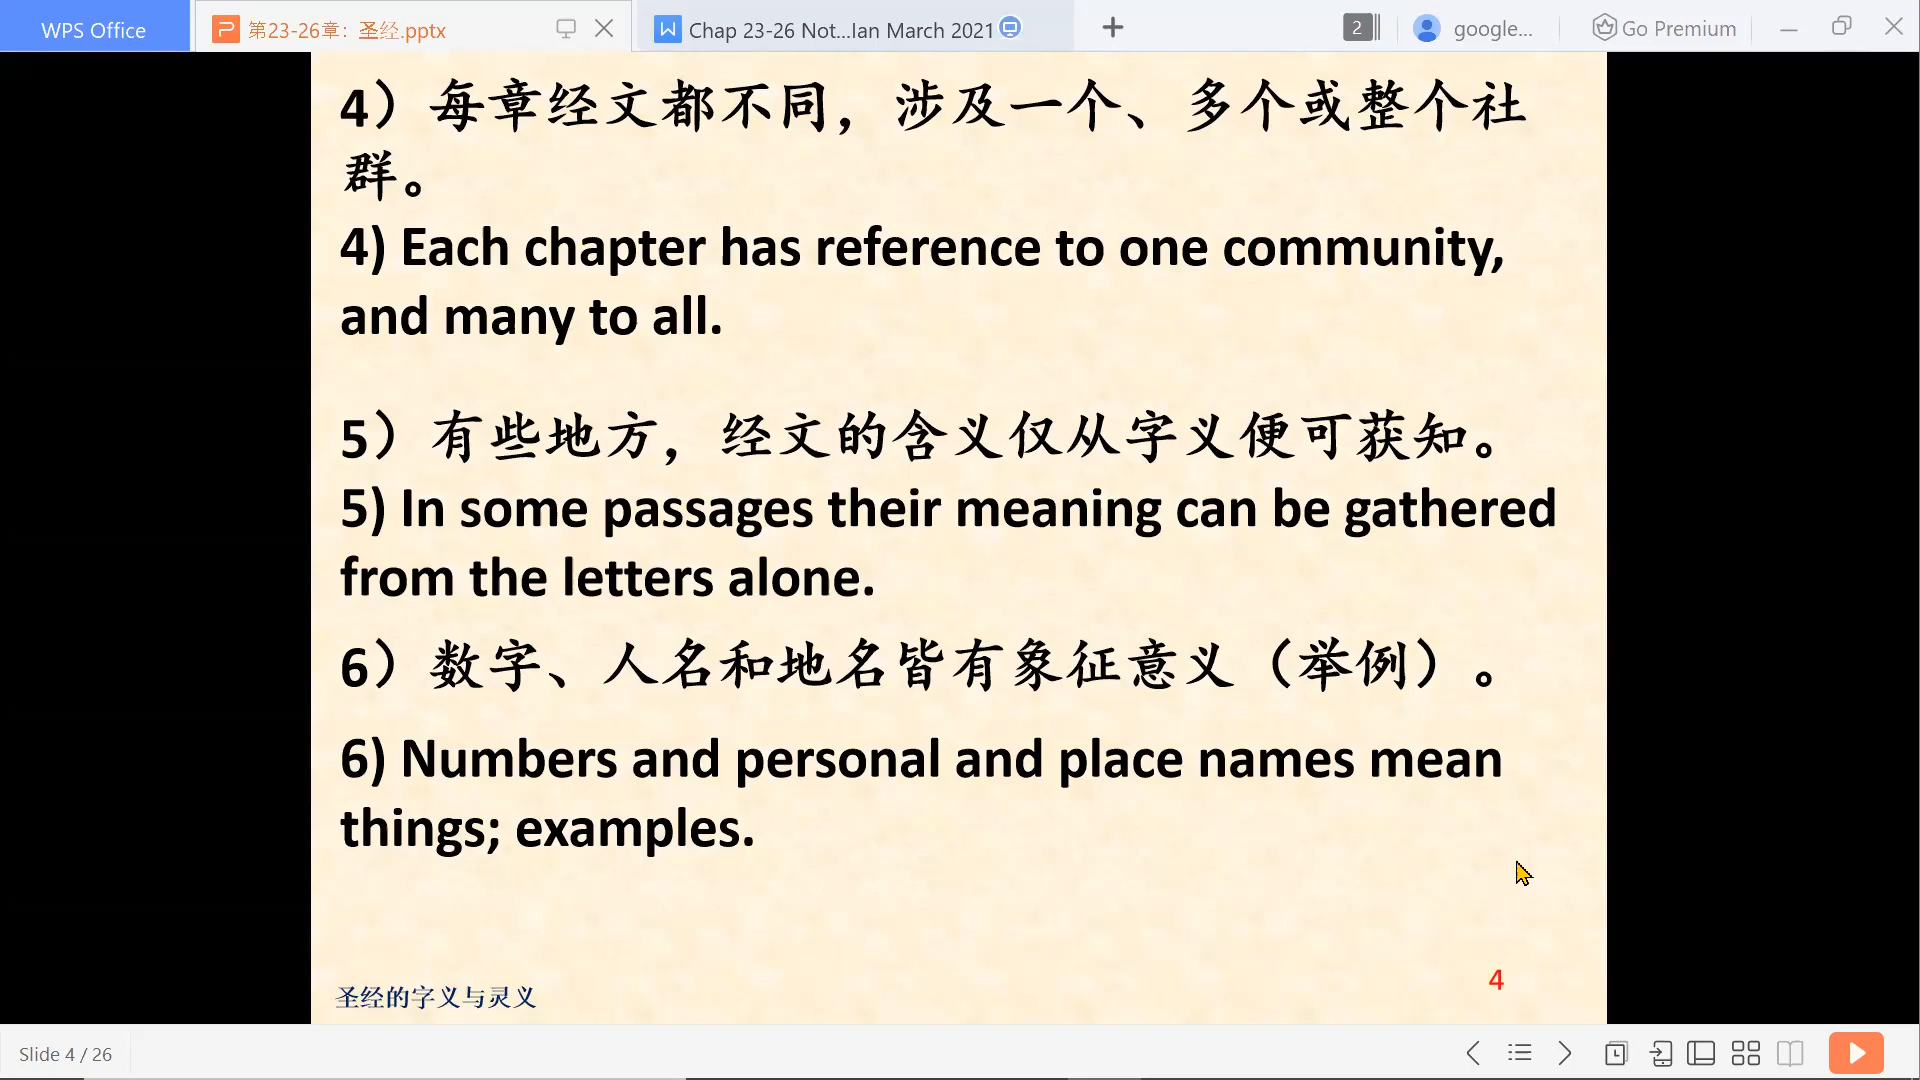 WPS Office
第23-26章：圣经.pptx
Chap 23-26 Not...Ian March 2021
2
google...
Go Premium
4）每章经文都不同，涉及一个、多个或整个社
群。
4) Each chapter has reference to one community,
and many to all.
5）有些地方，经文的含义仅从字义便可获知。
5) In some passages their meaning can be gathered
from the letters alone.
6）数字、人名和地名皆有象征意义（举例）。
6) Numbers and personal and place names mean
things; examples.
圣经的字义与灵义
4
Slide 4 / 26